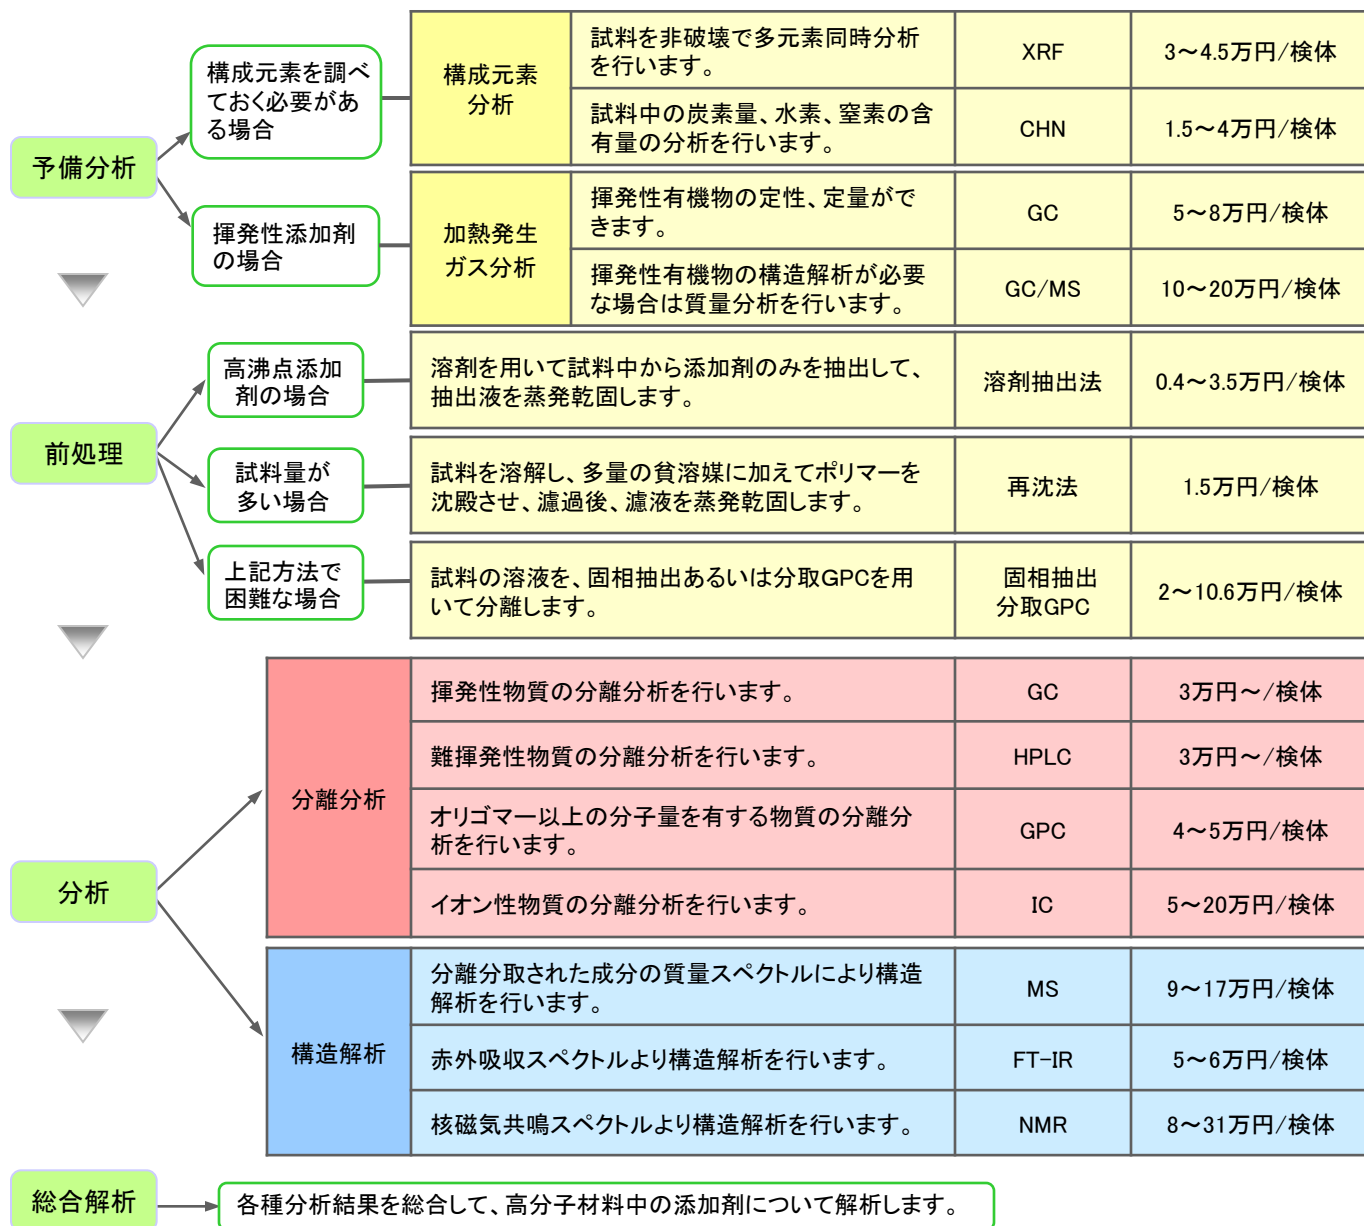 予備分析
構成元素を調べ
ておく必要があ
る場合
構成元素
分析
試料を非破壊で多元素同時分析
を行います。
XRF
3～4.5万円/検体
試料中の炭素量、水素、窒素の含
有量の分析を行います。
CHN
1.5～4万円/検体
揮発性添加剤
の場合
加熱発生
ガス分析
揮発性有機物の定性、定量がで
きます。
GC
5～8万円/検体
揮発性有機物の構造解析が必要
な場合は質量分析を行います。
GC/MS
10～20万円/検体
前処理
高沸点添加
剤の場合
溶剤を用いて試料中から添加剤のみを抽出して、
抽出液を蒸発乾固します。
溶剤抽出法
0.4～3.5万円/検体
試料量が
多い場合
試料を溶解し、多量の貧溶媒に加えてポリマーを
沈殿させ、濾過後、濾液を蒸発乾固します。
再沈法
1.5万円/検体
上記方法で
困難な場合
試料の溶液を、固相抽出あるいは分取GPCを用
いて分離します。
固相抽出
分取GPC
2～10.6万円/検体
分析
分離分析
揮発性物質の分離分析を行います。
GC
3万円～/検体
難揮発性物質の分離分析を行います。
HPLC
3万円～/検体
オリゴマー以上の分子量を有する物質の分離分
析を行います。
GPC
4～5万円/検体
イオン性物質の分離分析を行います。
IC
5～20万円/検体
構造解析
分離分取された成分の質量スペクトルにより構造
解析を行います。
MS
9～17万円/検体
赤外吸収スペクトルより構造解析を行います。
FT-IR
5～6万円/検体
核磁気共鳴スペクトルより構造解析を行います。
NMR
8～31万円/検体
総合解析
各種分析結果を総合して、高分子材料中の添加剤について解析します。